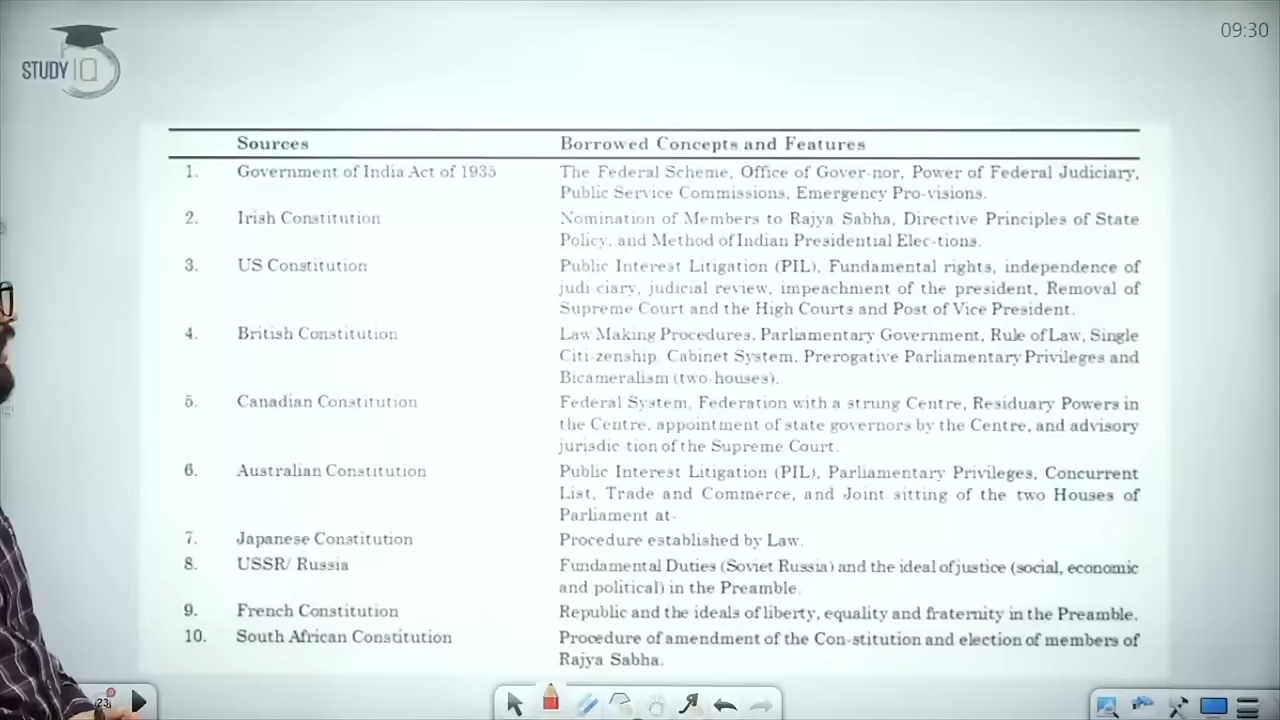 STUDY IQ
09:30
Sources Borrowed Concepts and Features
1. Government of India Act of 1935 The Federal Scheme, Office of Gover-nor, Power of Federal Judiciary,
Public Service Commissions, Emergency Pro-visions.
2. Irish Constitution Nomination of Members to Rajya Sabha, Directive Principles of State
Policy, and Method of Indian Presidential Elec-tions.
3. US Constitution Public Interest Litigation (PIL), Fundamental rights, independence of
judi ciary, judicial review, impeachment of the president, Removal of
Supreme Court and the High Courts and Post of Vice President.
4. British Constitution Law Making Procedures, Parliamentary Government, Rule of Law, Single
Citi-zenship, Cabinet System, Prerogative Parliamentary Privileges and
Bicameralism (two-houses).
5. Canadian Constitution Federal System, Federation with a strung Centre, Residuary Powers in
the Centre, appointment of state governors by the Centre, and advisory
jurisdic-tion of the Supreme Court.
6. Australian Constitution Public Interest Litigation (PIL), Parliamentary Privileges, Concurrent
List, Trade and Commerce, and Joint sitting of the two Houses of
Parliament at-
7. Japanese Constitution Procedure established by Law.
8. USSR/ Russia Fundamental Duties (Soviet Russia) and the ideal of justice (social, economic
and political) in the Preamble.
9. French Constitution Republic and the ideals of liberty, equality and fraternity in the Preamble.
10. South African Constitution Procedure of amendment of the Con-stitution and election of members of
Rajya Sabha.
23